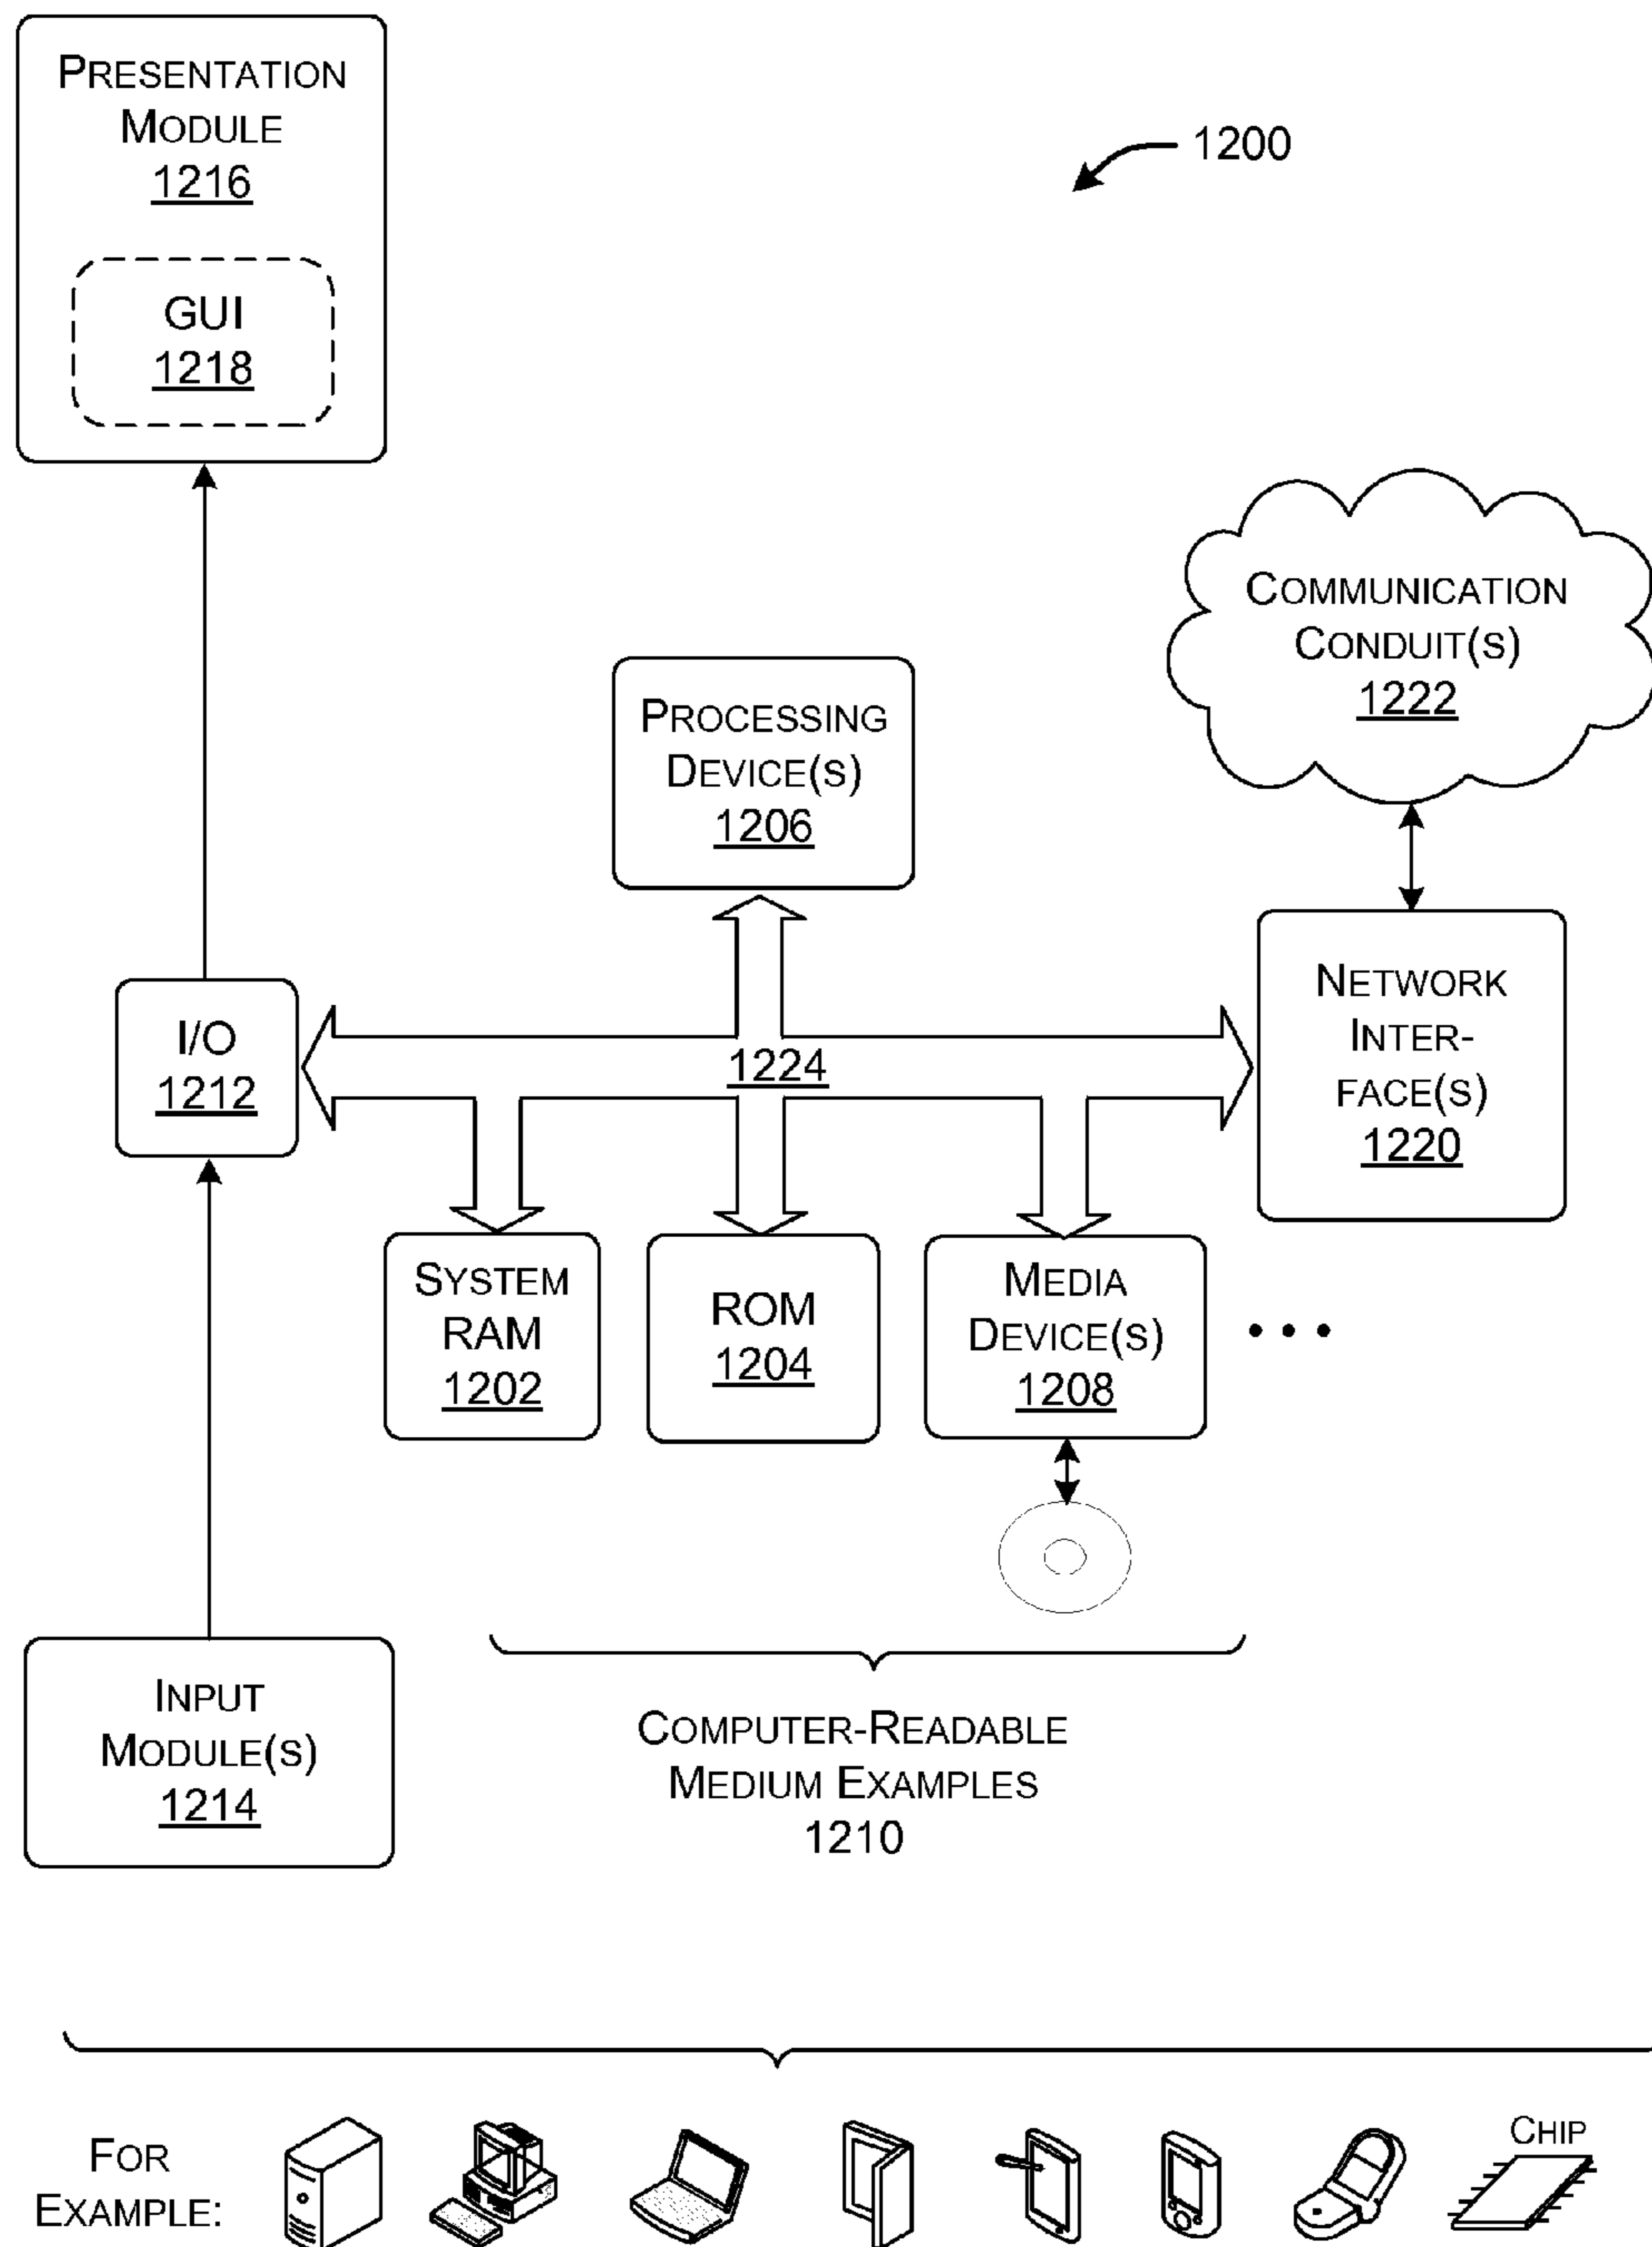 PRESENTATION
MODULE
1216
GUI
1218
1200
COMMUNICATION
CONDUIT(S)
1222
PROCESSING
DEVICE(S)
1206
NETWORK
INTER-
FACE(S)
1220
I/O
1212
1224
SYSTEM
RAM
1202
ROM
1204
MEDIA
DEVICE(S)
1208
• • •
INPUT
MODULE(S)
1214
COMPUTER-READABLE
MEDIUM EXAMPLES
1210
FOR
EXAMPLE:
CHIP